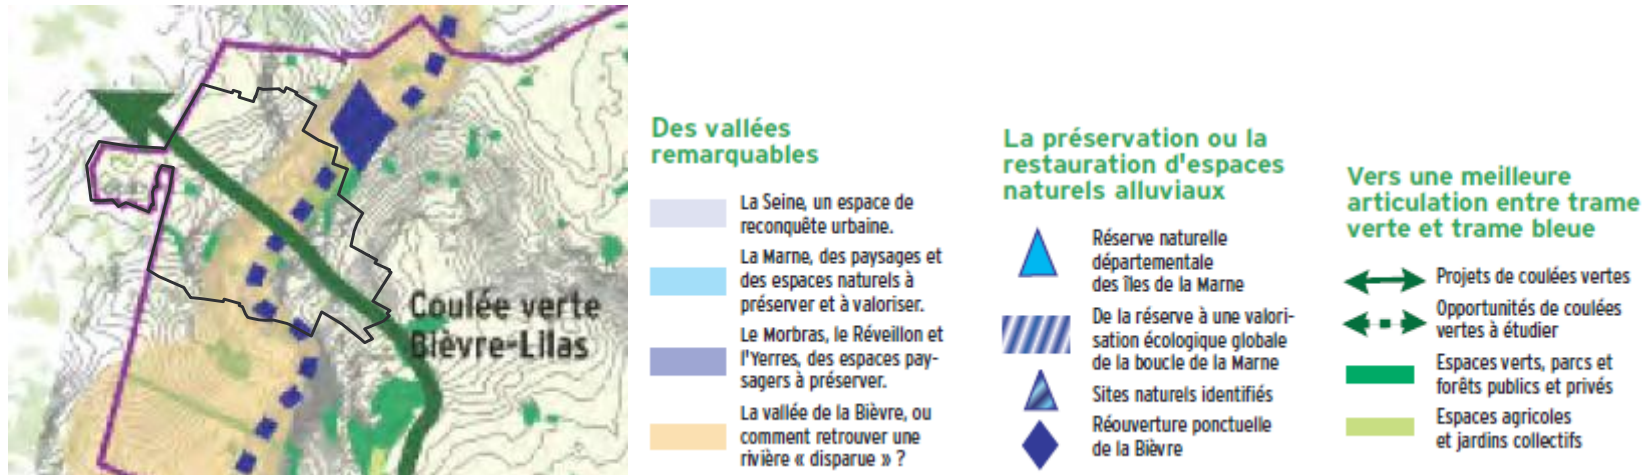 Coulée verte
Bièvre-Lilas
Des vallées
remarquables
La Seine, un espace de
reconquête urbaine.
La Marne, des paysages et
des espaces naturels à
préserver et à valoriser.
Le Morbras, le Réveillon et
l'Yerres, des espaces pay-
sagers à préserver.
La vallée de la Bièvre, ou
comment retrouver une
rivière « disparue » ?
La préservation ou la
restauration d'espaces
naturels alluviaux
Réserve naturelle
départementale
des îles de la Marne
De la réserve à une valori-
sation écologique globale
de la boucle de la Marne
Sites naturels identifiés
Réouverture ponctuelle
de la Bièvre
Vers une meilleure
articulation entre trame
verte et trame bleue
Projets de coulées vertes
Opportunités de coulées
vertes à étudier
Espaces verts, parcs et
forêts publics et privés
Espaces agricoles
et jardins collectifs